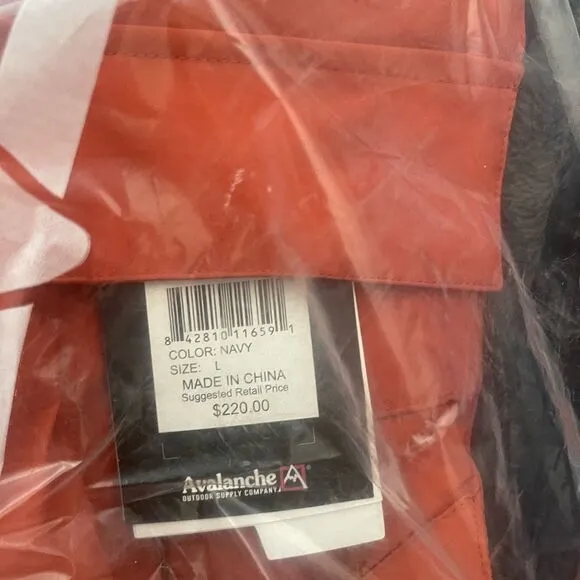 8 42810 11659 1
COLOR: NAVY
SIZE: L
MADE IN CHINA
Suggested Retail Price
$220.00
Avalanche®
OUTDOOR SUPPLY COMPANY